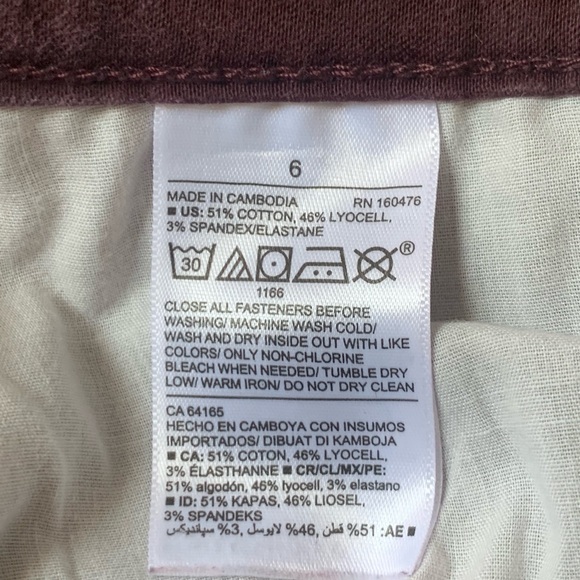 6
MADE IN CAMBODIA RN 160476
■ US: 51% COTTON, 46% LYOCELL,
3% SPANDEX/ELASTANE
30
®
1166
CLOSE ALL FASTENERS BEFORE
WASHING/ MACHINE WASH COLD/
WASH AND DRY INSIDE OUT WITH LIKE
COLORS/ ONLY NON-CHLORINE
BLEACH WHEN NEEDED/ TUMBLE DRY
LOW/ WARM IRON/ DO NOT DRY CLEAN
CA 64165
HECHO EN CAMBOYA CON INSUMOS
IMPORTADOS/ DIBUAT DI KAMBOJA
■ CA: 51% COTON, 46% LYOCELL,
3% ÉLASTHANNE ■ CR/CL/MX/PE:
51% algodón, 46% lyocell, 3% elastano
■ ID: 51% KAPAS, 46% LIOSEL,
3% SPANDEKS
■ AE: 51% قطن, 46% لايوسل, 3% سپانديكس